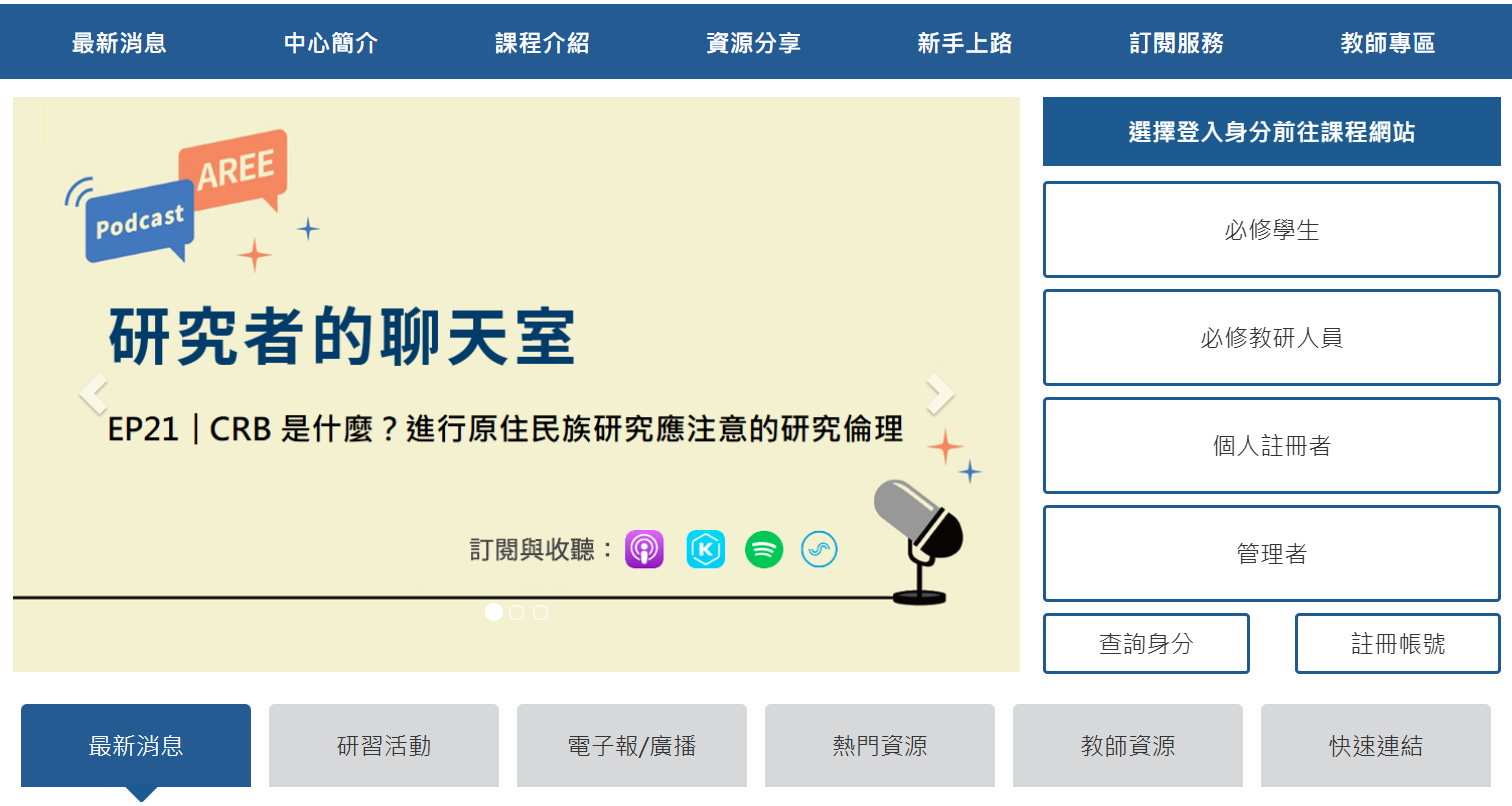 最新消息 中心簡介 課程介紹 資源分享 新手上路 訂閱服務 教師專區
AREE
Podcast
研究者的聊天室
EP21｜CRB 是什麼？進行原住民族研究應注意的研究倫理
訂閱與收聽：
選擇登入身分前往課程網站
必修學生
必修教研人員
個人註冊者
管理者
查詢身分 註冊帳號
最新消息 研習活動 電子報/廣播 熱門資源 教師資源 快速連結